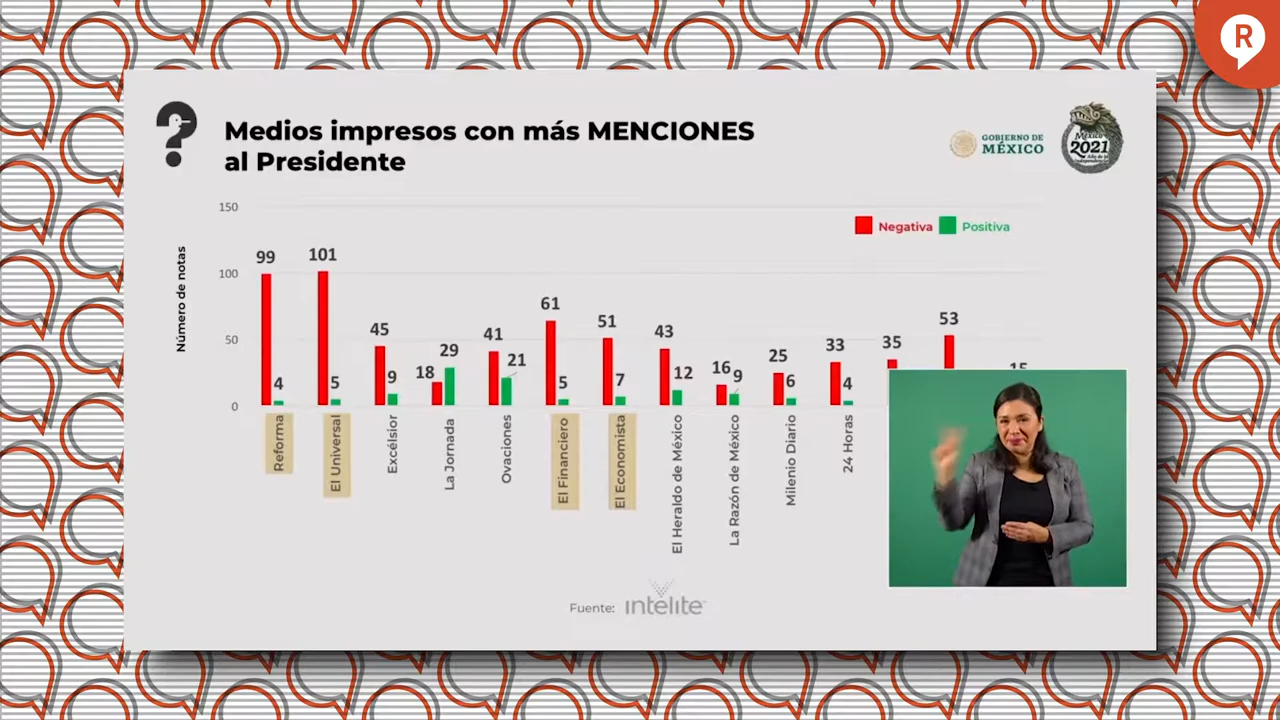 R
Medios impresos con más MENCIONES
al Presidente
GOBIERNO DE
MÉXICO
México
2021
Negativa
Positiva
Número de notas
150
100
50
0
99
4
101
5
45
9
18
29
41
21
61
5
51
7
43
12
16
9
25
6
33
4
35
53
Reforma
El Universal
Excélsior
La Jornada
Ovaciones
El Financiero
El Economista
El Heraldo de México
La Razón de México
Milenio Diario
24 Horas
Fuente: intélite